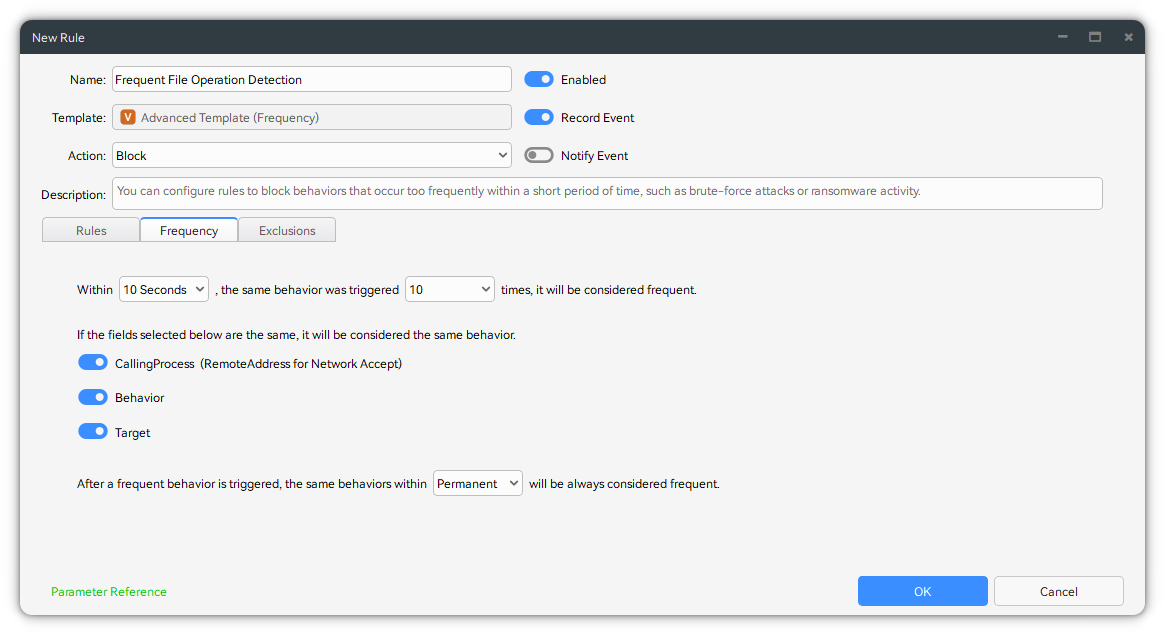 New Rule
Name: Frequent File Operation Detection Enabled
Template: V Advanced Template (Frequency) Record Event
Action: Block Notify Event
Description: You can configure rules to block behaviors that occur too frequently within a short period of time, such as brute-force attacks or ransomware activity.
Rules Frequency Exclusions
Within 10 Seconds , the same behavior was triggered 10 times, it will be considered frequent.
If the fields selected below are the same, it will be considered the same behavior.
CallingProcess (RemoteAddress for Network Accept)
Behavior
Target
After a frequent behavior is triggered, the same behaviors within Permanent will be always considered frequent.
Parameter Reference OK Cancel